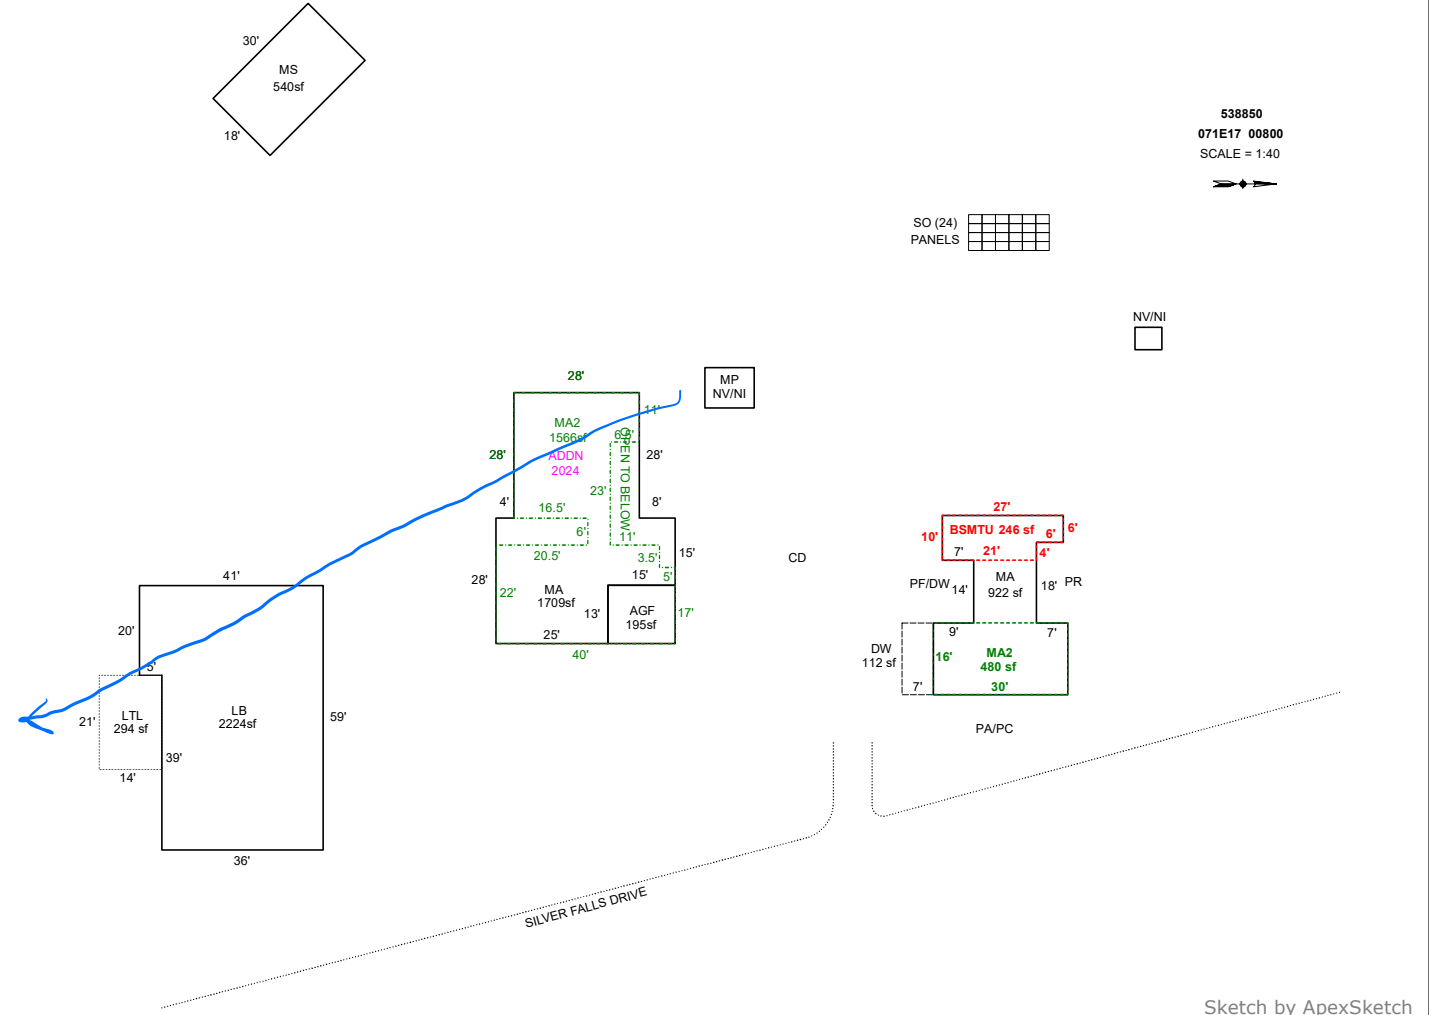 30'
MS
540sf
18'
538850
071E17 00800
SCALE = 1:40
SO (24)
PANELS
NV/NI
MP
NV/NI
28'
11'
MA2
1566sf
6.5'
ADDN
2024
28'
28'
OPEN TO BELOW
23'
4'
16.5'
8'
6'
11'
20.5'
3.5'
15'
15'
5'
28'
22'
MA
1709sf
13'
AGF
195sf
17'
25'
40'
CD
27'
10'
BSMTU 246 sf
6'
6'
7'
21'
4'
PF/DW
14'
MA
922 sf
18'
PR
9'
7'
DW
112 sf
16'
MA2
480 sf
7'
30'
PA/PC
41'
20'
5'
21'
LTL
294 sf
LB
2224sf
59'
39'
14'
36'
SILVER FALLS DRIVE
Sketch by ApexSketch